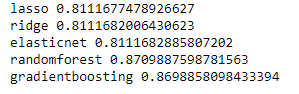 lasso 0.8111677478926627
ridge 0.8111682006430623
elasticnet 0.8111682885807202
randomforest 0.8709887598781563
gradientboosting 0.8698858098433394